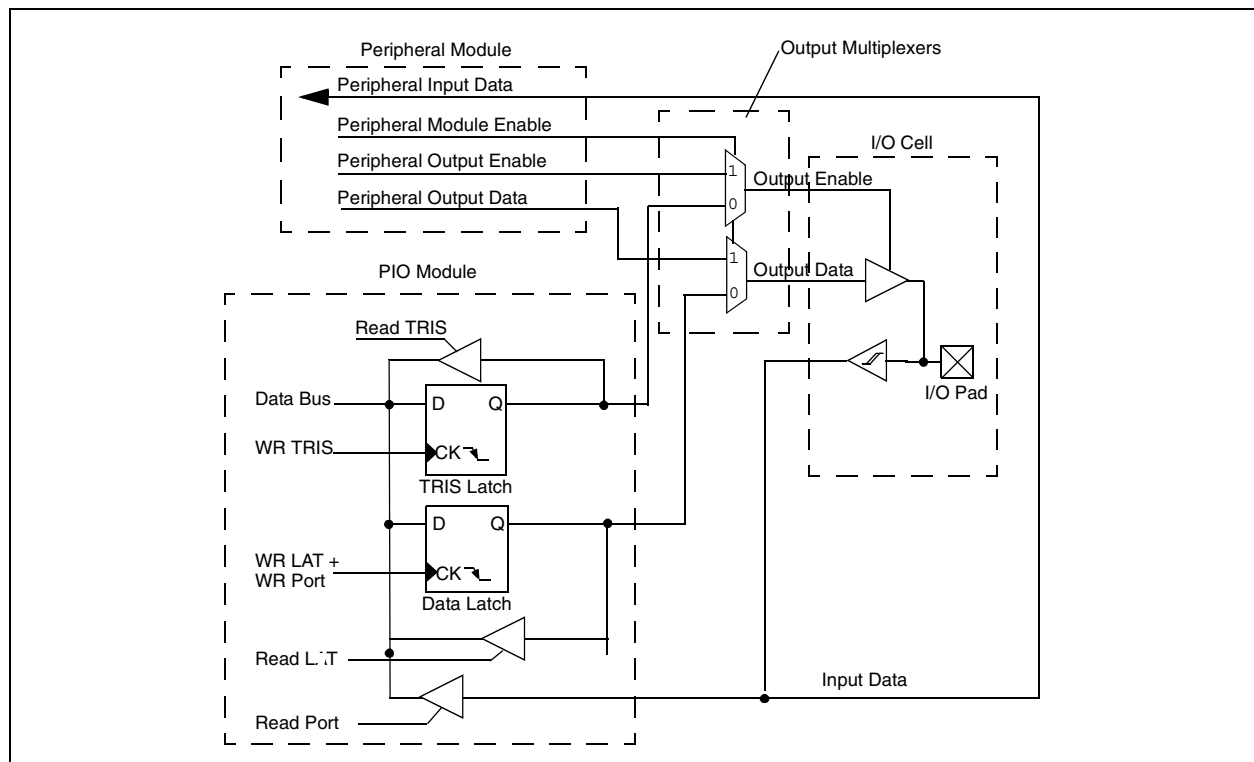 Peripheral Module
Output Multiplexers
Peripheral Input Data
Peripheral Module Enable
I/O Cell
Peripheral Output Enable
1
Output Enable
Peripheral Output Data
0
1
PIO Module
Output Data
0
Read TRIS
I/O Pad
Data Bus
D
Q
WR TRIS
CK
TRIS Latch
D
Q
WR LAT +
WR Port
CK
Data Latch
Read
Input Data
Read Port